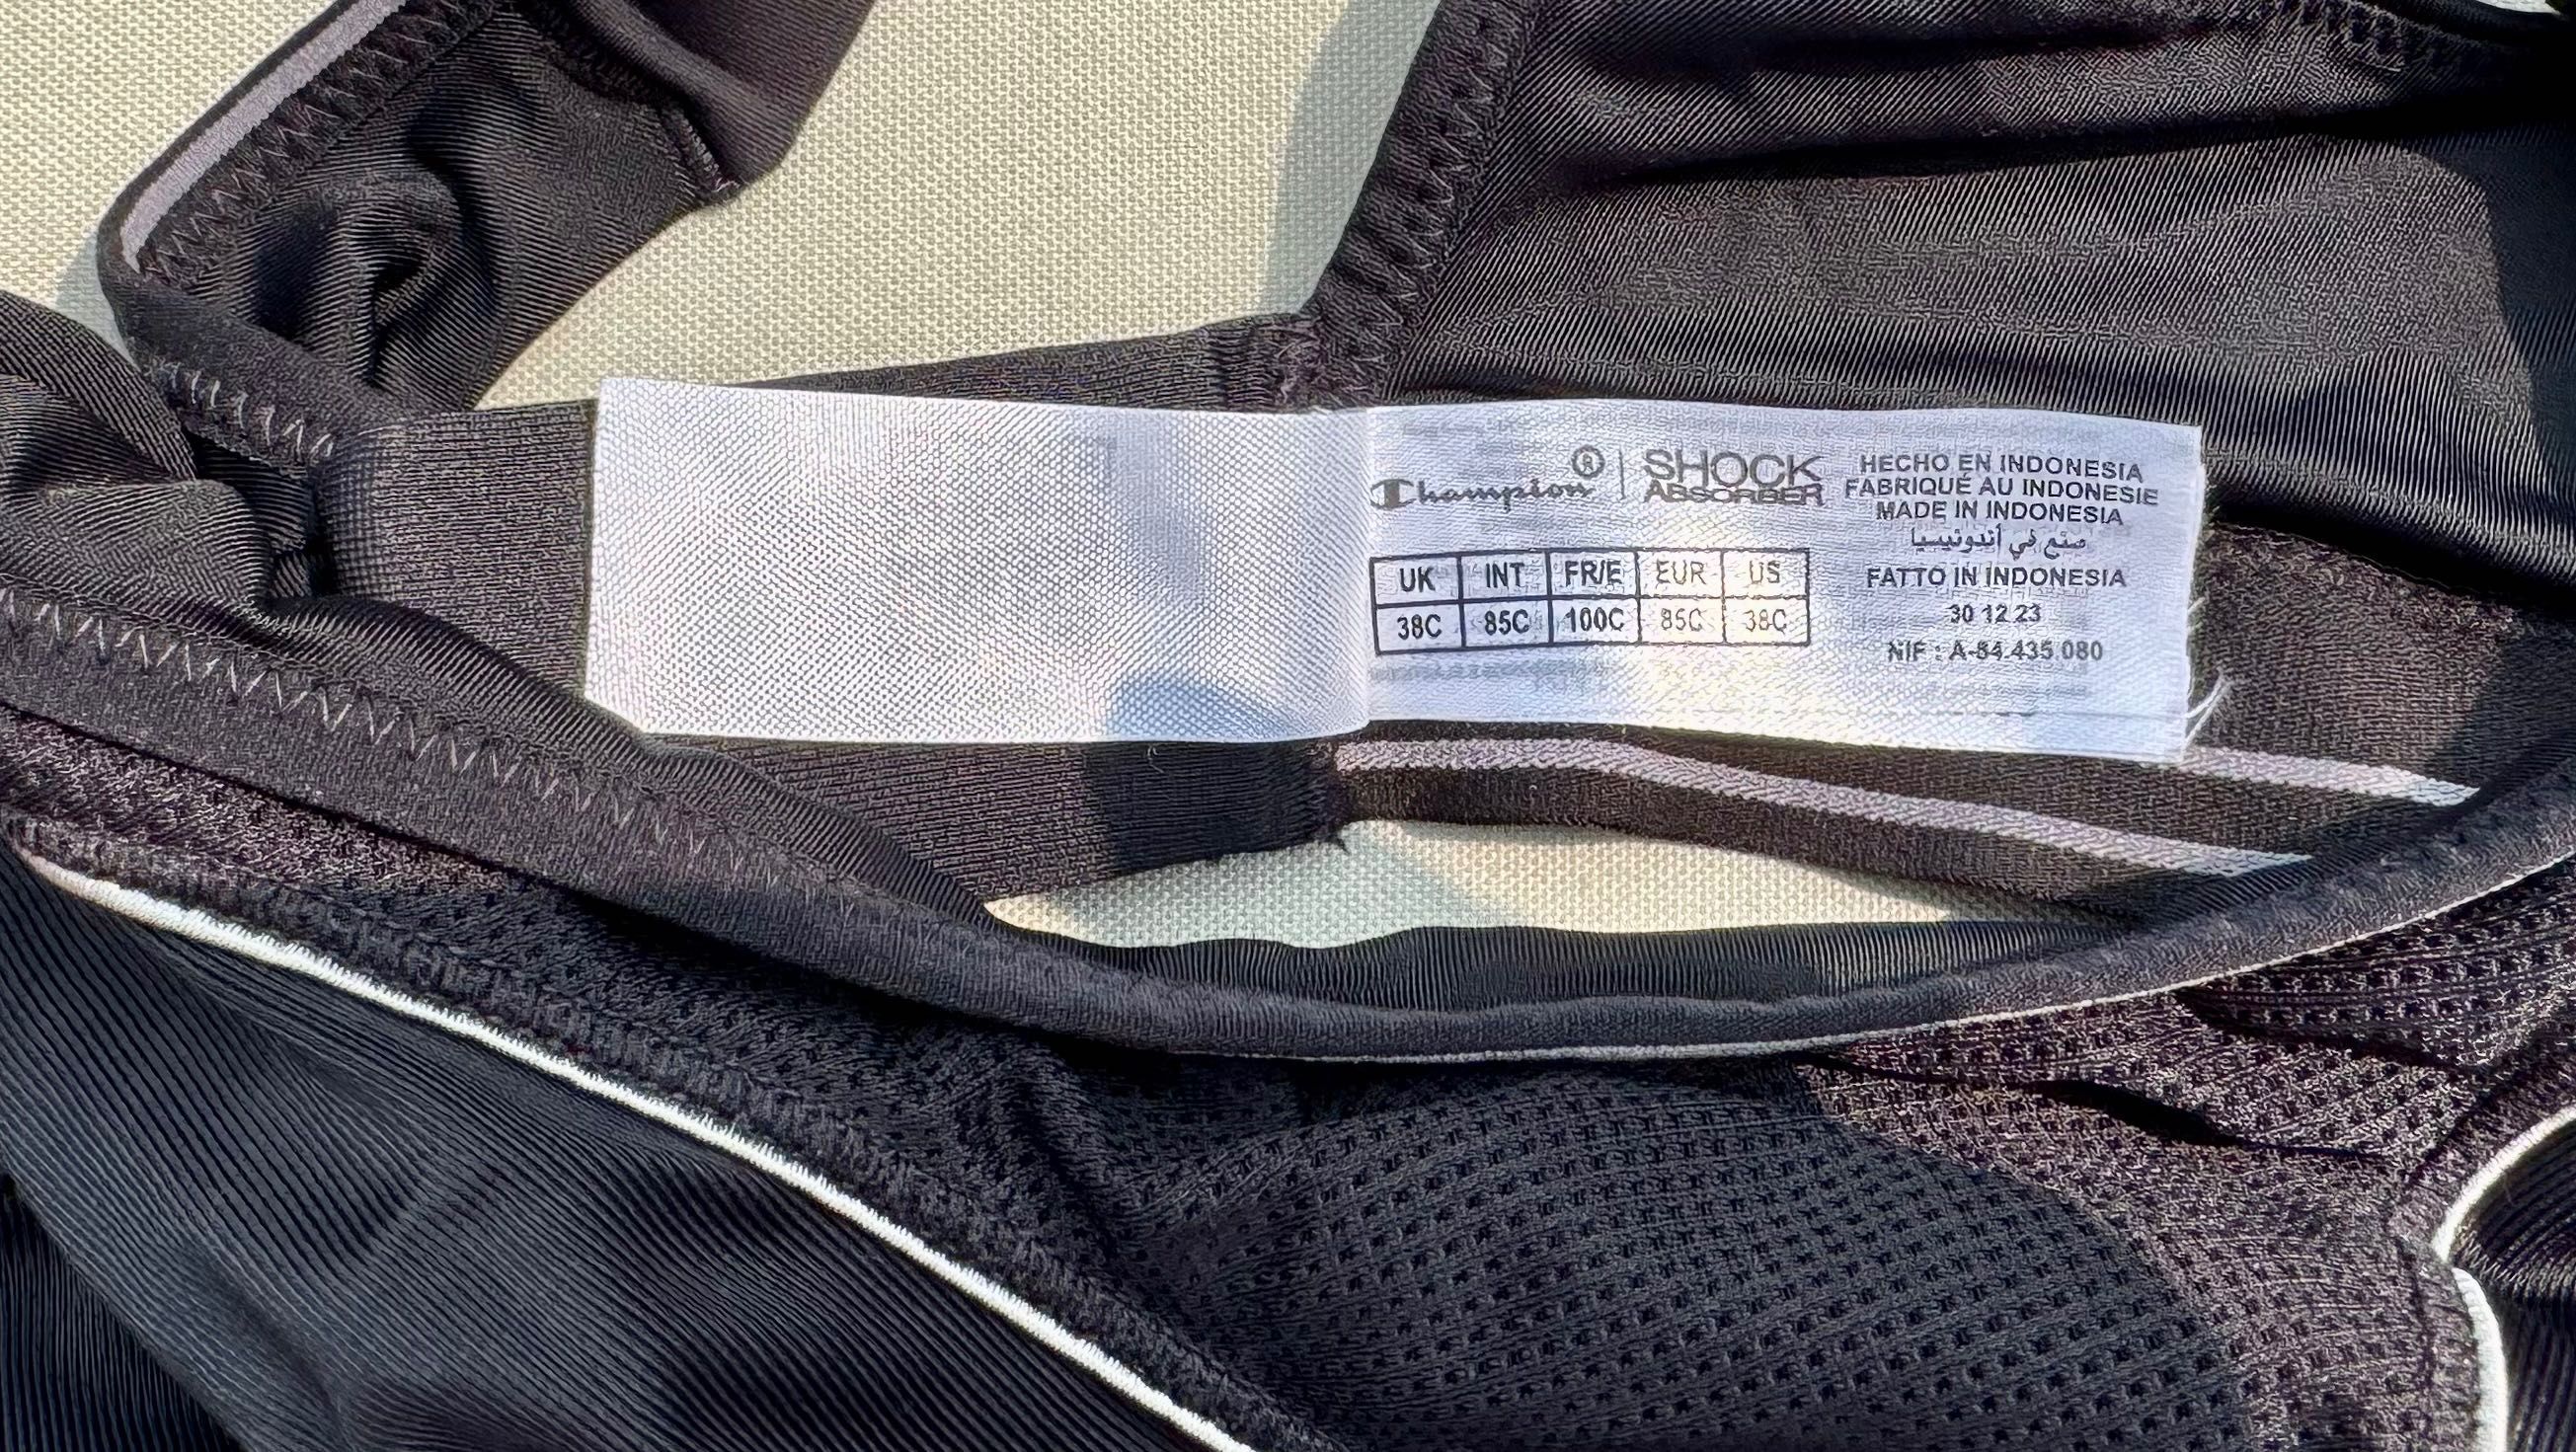 Champion® | SHOCK ABSORBER
UK INT FR/E EUR US
38C 85C 100C 85C 38C
HECHO EN INDONESIA
FABRIQUÉ AU INDONESIE
MADE IN INDONESIA
صنع في أندونيسيا
FATTO IN INDONESIA
30 12 23
NIF : A-84.435.080